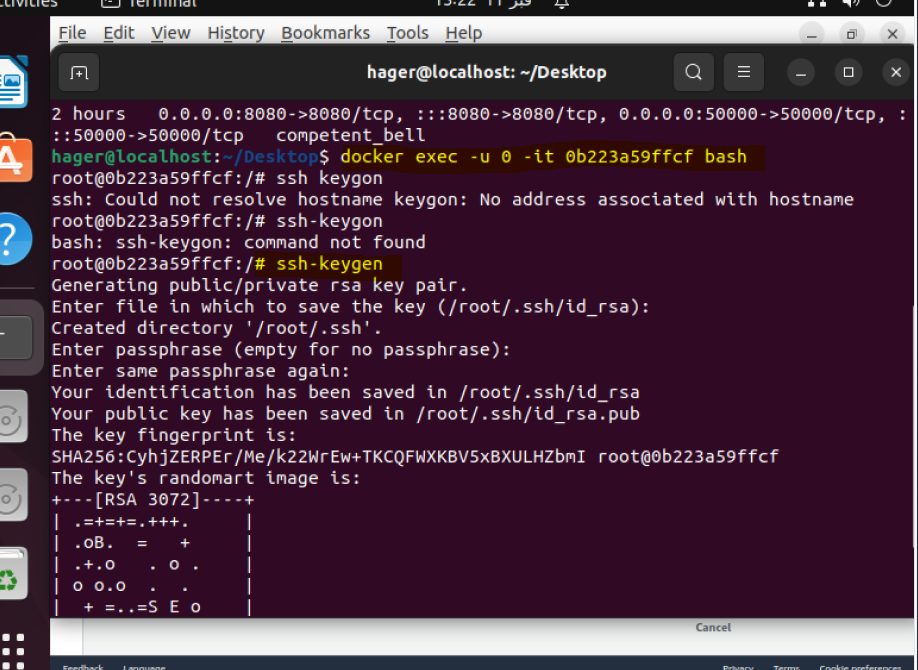 Terminal
15:22 11 فبر
File Edit View History Bookmarks Tools Help
hager@localhost: ~/Desktop
2 hours   0.0.0.0:8080->8080/tcp, :::8080->8080/tcp, 0.0.0.0:50000->50000/tcp, :
::50000->50000/tcp   competent_bell
hager@localhost:~/Desktop$ docker exec -u 0 -it 0b223a59ffcf bash
root@0b223a59ffcf:/# ssh keygon
ssh: Could not resolve hostname keygon: No address associated with hostname
root@0b223a59ffcf:/# ssh-keygon
bash: ssh-keygon: command not found
root@0b223a59ffcf:/# ssh-keygen
Generating public/private rsa key pair.
Enter file in which to save the key (/root/.ssh/id_rsa):
Created directory '/root/.ssh'.
Enter passphrase (empty for no passphrase):
Enter same passphrase again:
Your identification has been saved in /root/.ssh/id_rsa
Your public key has been saved in /root/.ssh/id_rsa.pub
The key fingerprint is:
SHA256:CyhjZERPEr/Me/k22WrEw+TKCQFWXKBV5xBXULHZbmI root@0b223a59ffcf
The key's randomart image is:
+---[RSA 3072]----+
| .=+=+=.+++.     |
| .oB.  =   +     |
| .+.o   . o .    |
| o o.o  .  .     |
|  + =..=S E o    |
Cancel
Feedback Language Privacy Terms Cookie preferences